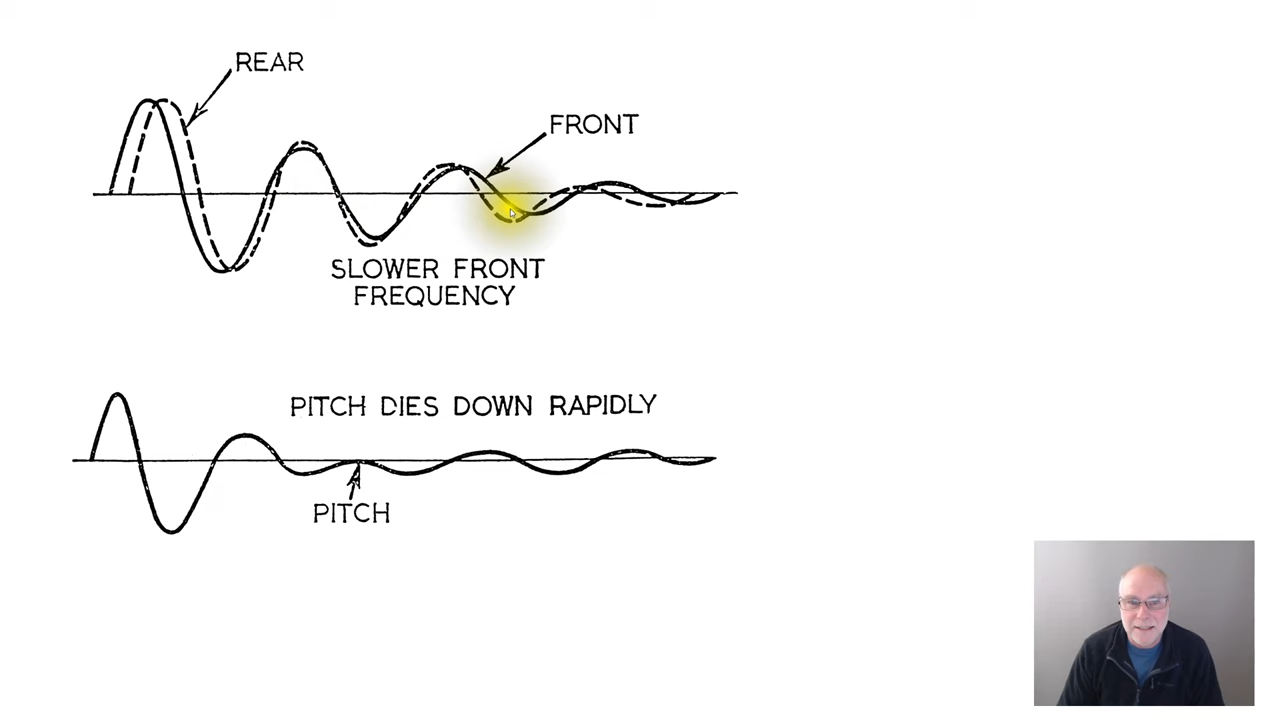 REAR
FRONT
SLOWER FRONT
FREQUENCY
PITCH DIES DOWN RAPIDLY
PITCH